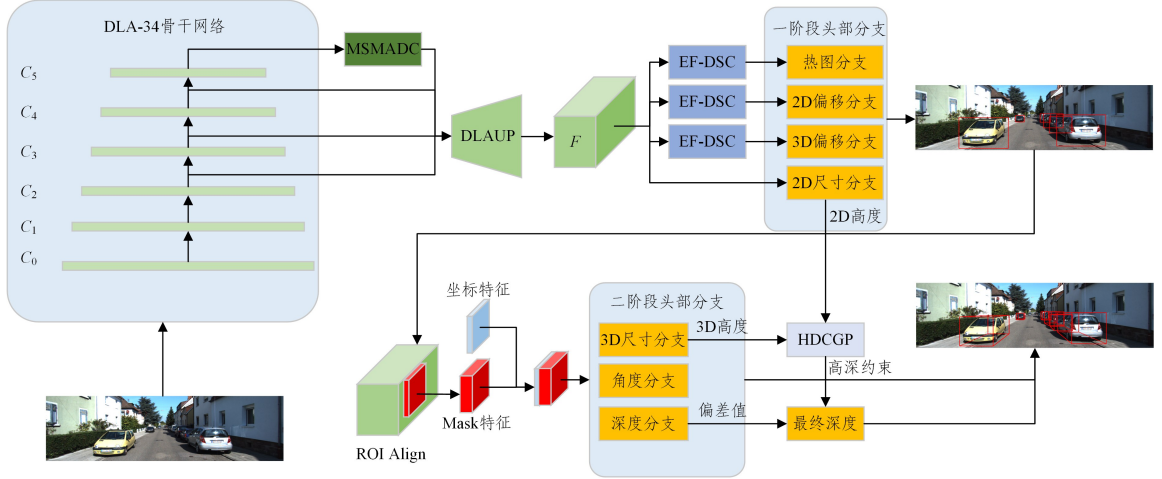 DLA-34骨干网络
MSMADC
C5
C4
C3
C2
C1
C0
DLAUP
F
EF-DSC
EF-DSC
EF-DSC
一阶段头部分支
热图分支
2D偏移分支
3D偏移分支
2D尺寸分支
2D高度
坐标特征
Mask特征
ROI Align
二阶段头部分支
3D尺寸分支
角度分支
深度分支
3D高度
偏差值
HDCGP
高深约束
最终深度